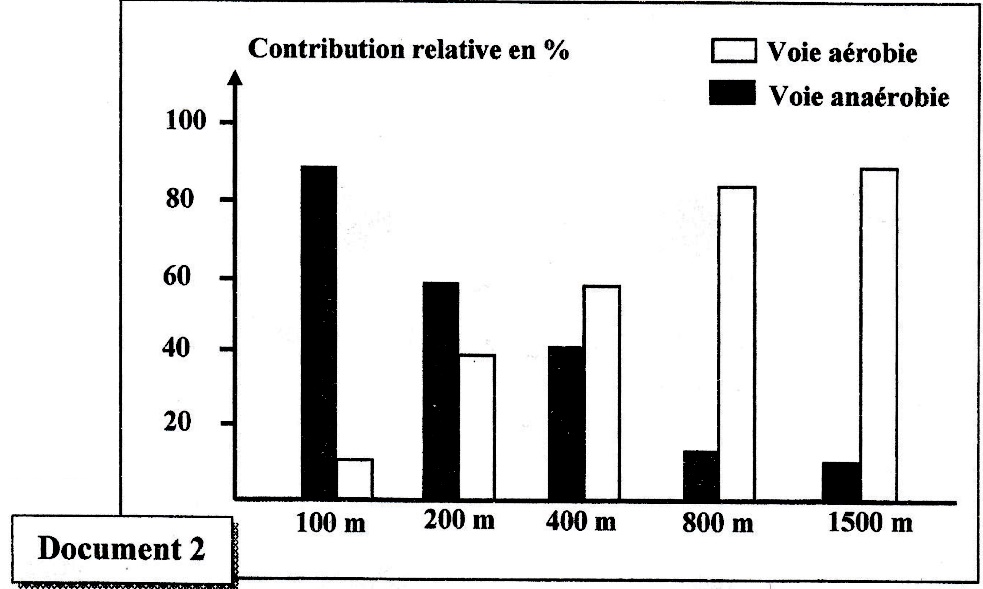 Contribution relative en %
Voie aérobie
Voie anaérobie
100
80
60
40
20
100 m 200 m 400 m 800 m 1500 m
Document 2